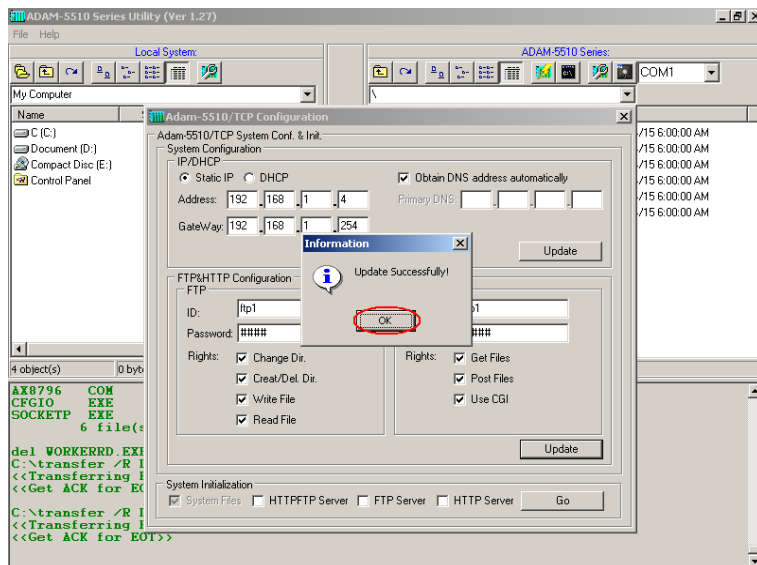 ADAM-5510 Series Utility (Ver 1.27)
File Help
Local System:
ADAM-5510 Series:
COM1
My Computer
\
Name
C (C:)
Document (D:)
Compact Disc (E:)
Control Panel
/15 6:00:00 AM
/15 6:00:00 AM
/15 6:00:00 AM
/15 6:00:00 AM
/15 6:00:00 AM
/15 6:00:00 AM
Adam-5510/TCP Configuration
Adam-5510/TCP System Conf. & Init.
System Configuration
IP/DHCP
Static IP DHCP
Obtain DNS address automatically
Address: 192 .168 .1 .4
Primary DNS: . . .
GateWay: 192 .168 .1 .254
Update
Information
Update Successfully!
OK
FTP&HTTP Configuration
FTP
ID: ftp1
Password: ####
Rights: Change Dir.
Creat/Del. Dir.
Write File
Read File
p1
###
Rights: Get Files
Post Files
Use CGI
Update
System Initialization
System Files HTTPFTP Server FTP Server HTTP Server Go
4 object(s) 0 byt
AX8796 COM
CFGIO EXE
SOCKETP EXE
6 file(s
del WORKERRD.EXE
C:\transfer /R I
<<Transferring
<<Get ACK for EO
C:\transfer /R I
<<Transferring
<<Get ACK for EOT>>